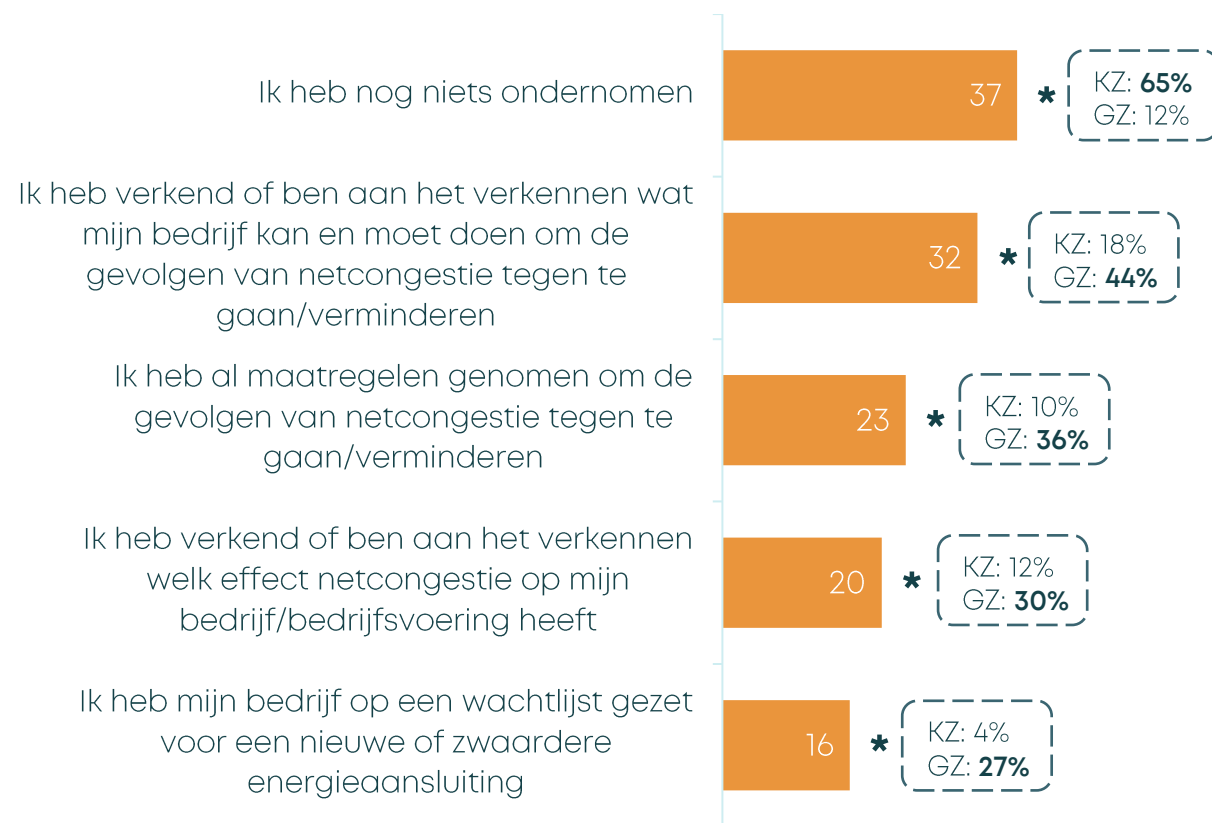 Ik heb nog niets ondernomen
37
*
KZ: 65%
GZ: 12%
Ik heb verkend of ben aan het verkennen wat
mijn bedrijf kan en moet doen om de
gevolgen van netcongestie tegen te
gaan/verminderen
32
*
KZ: 18%
GZ: 44%
Ik heb al maatregelen genomen om de
gevolgen van netcongestie tegen te
gaan/verminderen
23
*
KZ: 10%
GZ: 36%
Ik heb verkend of ben aan het verkennen
welk effect netcongestie op mijn
bedrijf/bedrijfsvoering heeft
20
*
KZ: 12%
GZ: 30%
Ik heb mijn bedrijf op een wachtlijst gezet
voor een nieuwe of zwaardere
energieaansluiting
16
*
KZ: 4%
GZ: 27%